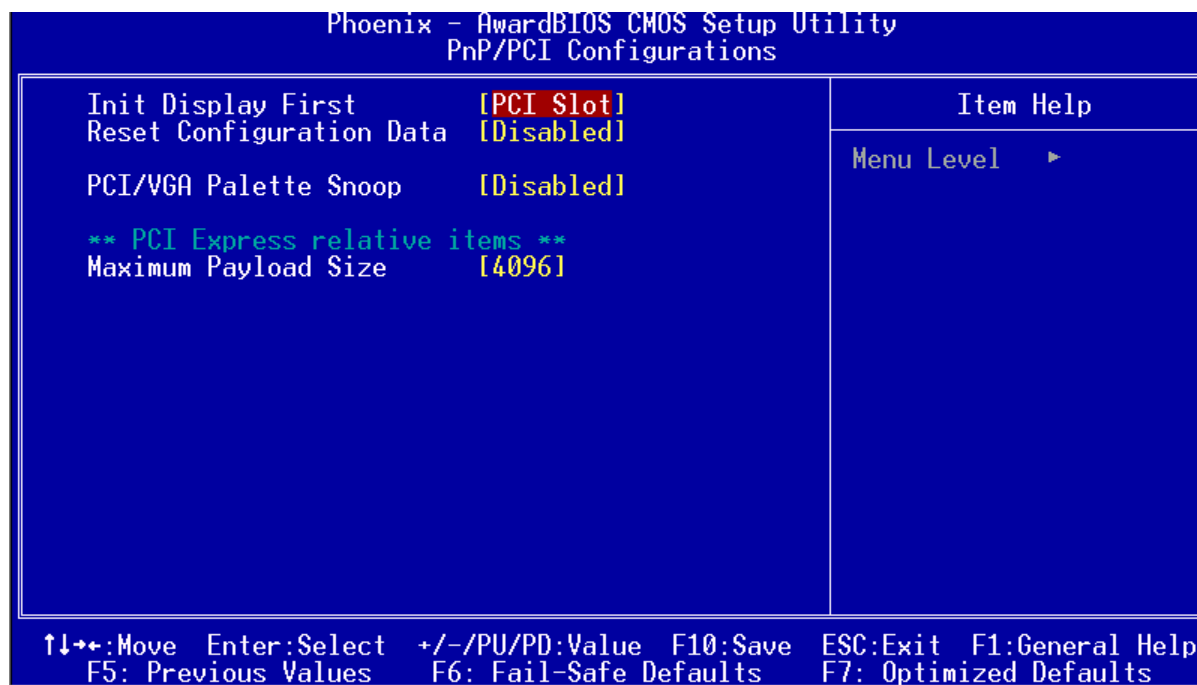 Phoenix - AwardBIOS CMOS Setup Utility
PnP/PCI Configurations
Init Display First [PCI Slot]
Reset Configuration Data [Disabled]
PCI/VGA Palette Snoop [Disabled]
** PCI Express relative items **
Maximum Payload Size [4096]
Item Help
Menu Level ►
↑↓→←:Move Enter:Select +/-/PU/PD:Value F10:Save ESC:Exit F1:General Help
F5: Previous Values F6: Fail-Safe Defaults F7: Optimized Defaults